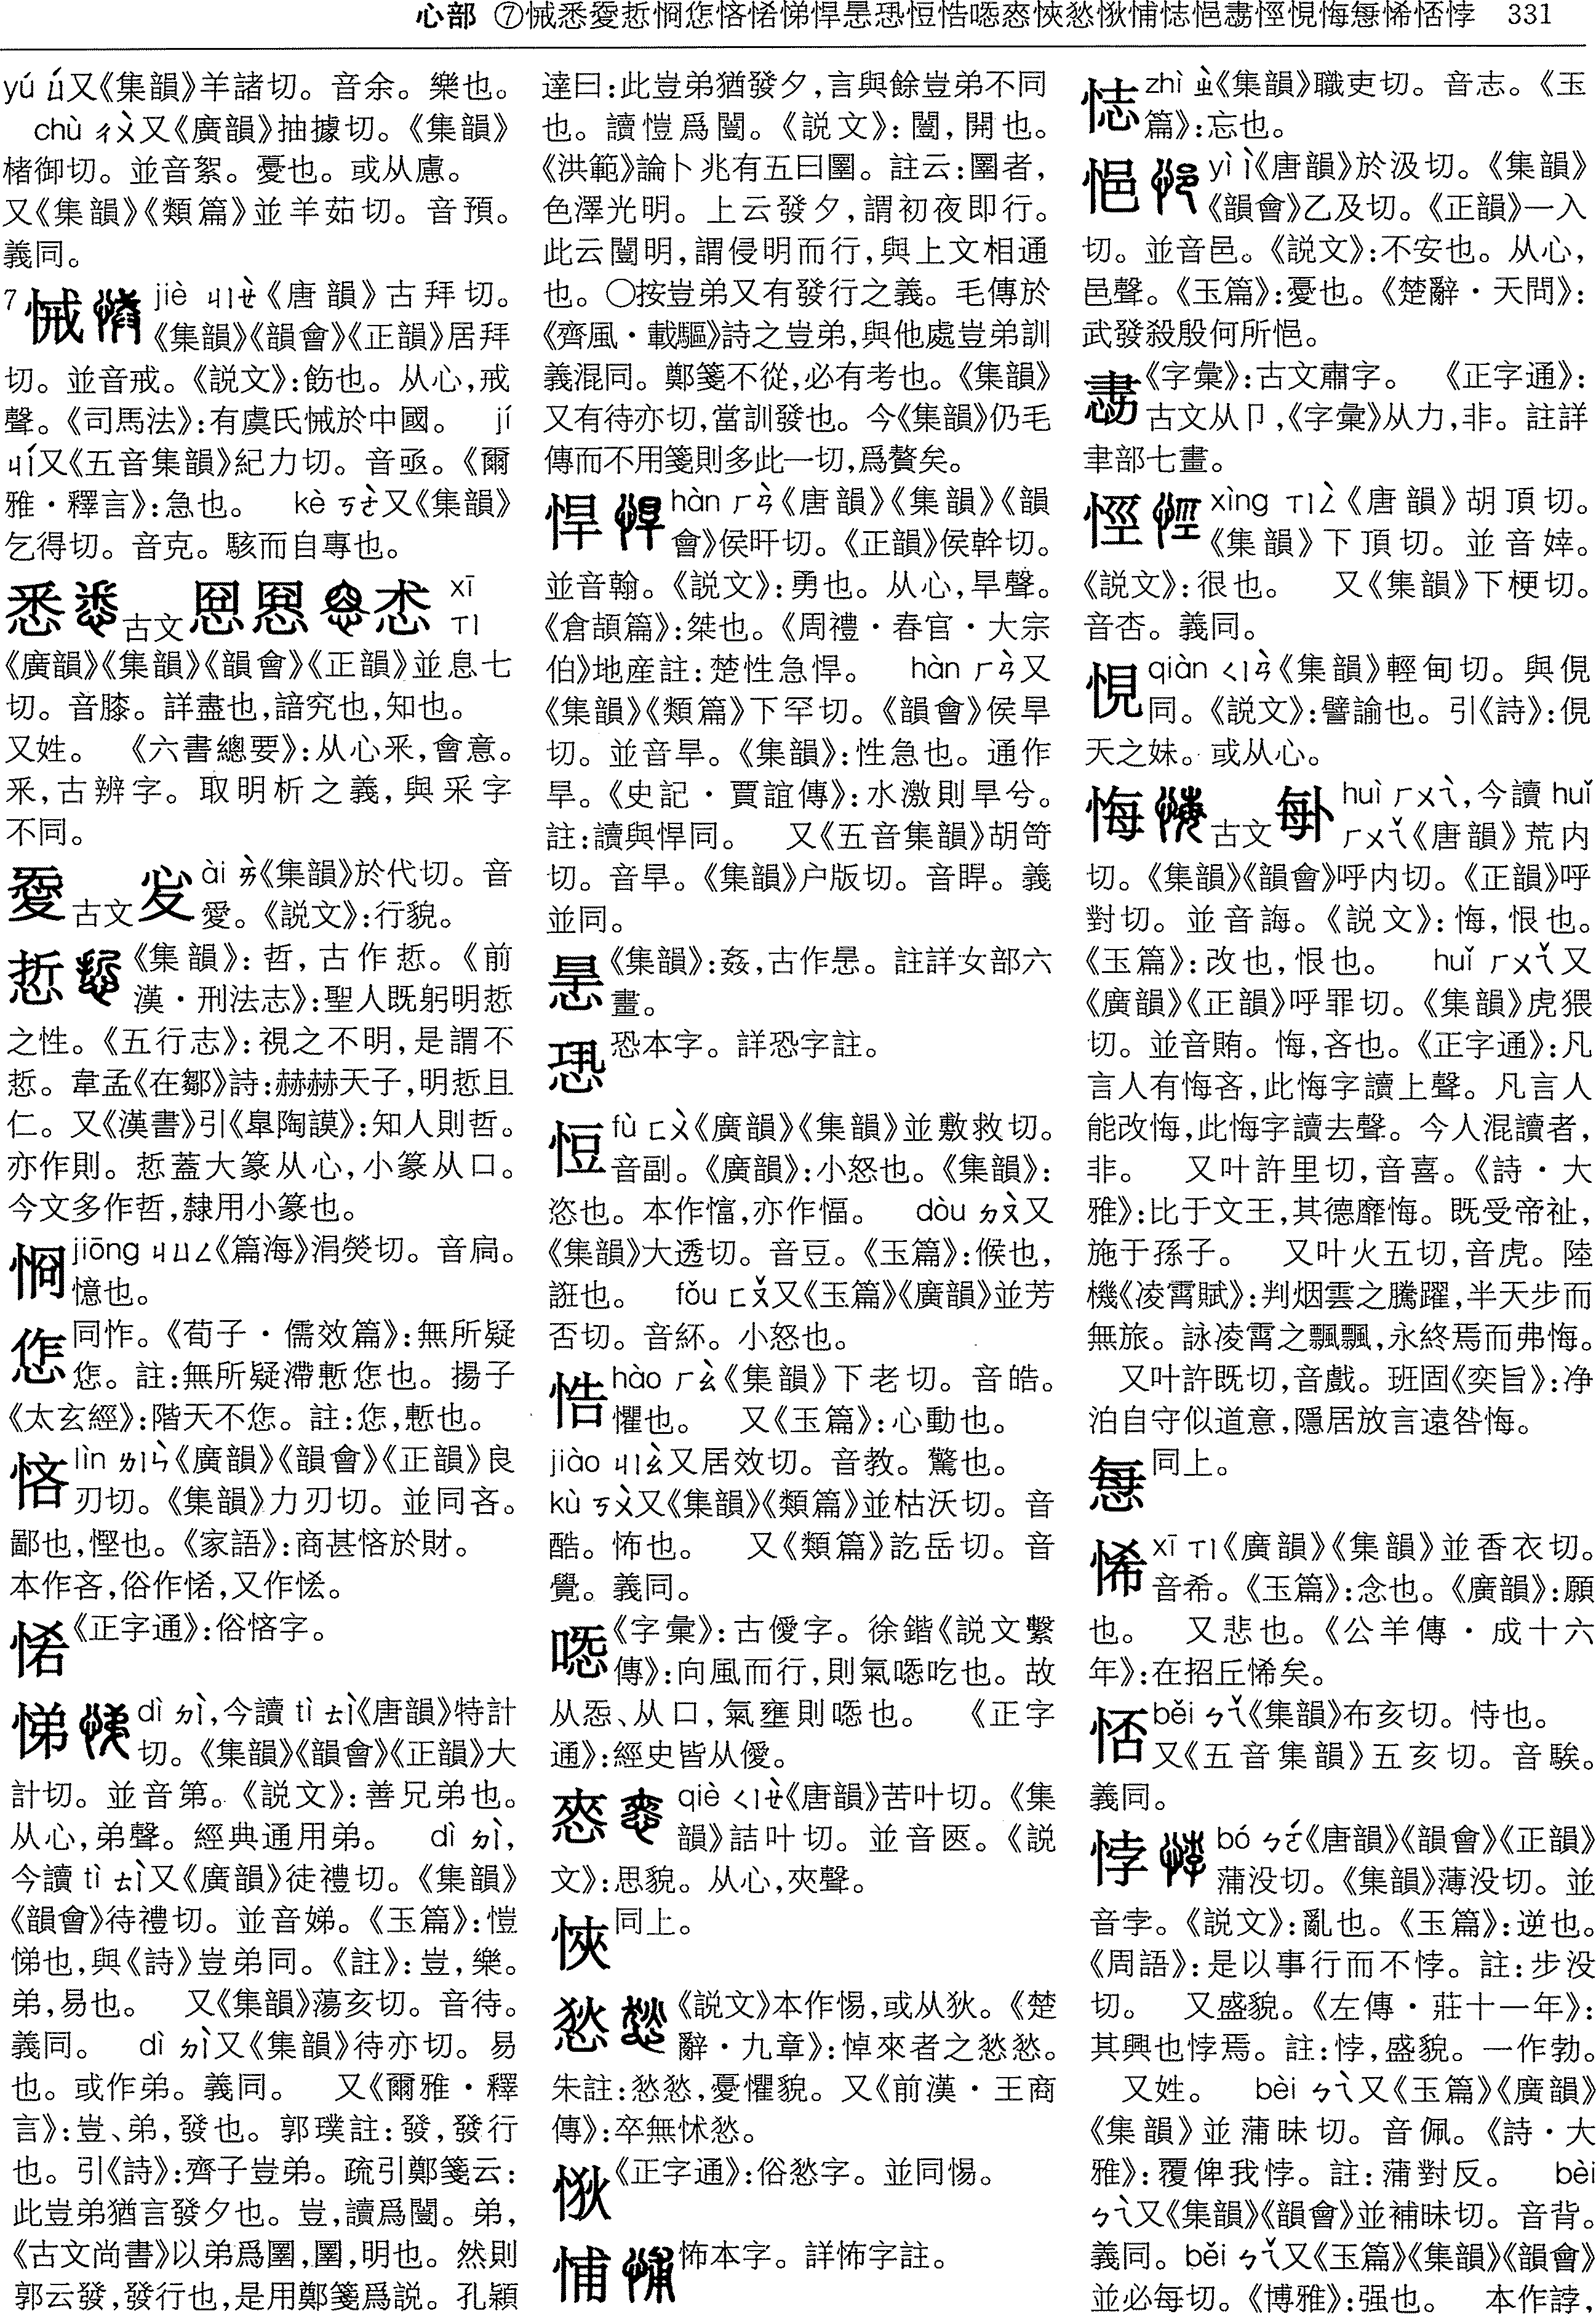 心部 ⑦悈悉㤅悊惘怹悋悕悌悍㥒恐恒悎㗭悘悏愁悐悑㤂悒悪悙悓悔悔悕悟悖 331
yú ㄩˊ又《集韻》羊諸切。音余。樂也。
chù ㄔㄨˋ又《廣韻》抽據切。《集韻》
楮御切。並音絮。憂也。或从慮。
又《集韻》《類篇》並羊茹切。音預。
義同。
7 悈 jiè ㄐㄧㄝˋ《唐韻》古拜切。
《集韻》《韻會》《正韻》居拜
切。並音戒。《説文》:飭也。从心,戒
聲。《司馬法》:有虞氏悈於中國。 jí
ㄐㄧˊ又《五音集韻》紀力切。音亟。《爾
雅·釋言》:急也。 kè ㄎㄜˋ又《集韻》
乞得切。音克。駭而自專也。
悉 古文 xī
ㄒㄧ
《廣韻》《集韻》《韻會》《正韻》並息七
切。音膝。詳盡也,諳究也,知也。
又姓。 《六書總要》:从心釆,會意。
釆,古辨字。取明析之義,與采字
不同。
古文 ài ㄞˋ《集韻》於代切。音
愛。《説文》:行貌。
悊 《集韻》:哲,古作悊。《前
漢·刑法志》:聖人既躬明悊
之性。《五行志》:視之不明,是謂不
悊。韋孟《在鄒》詩:赫赫天子,明悊且
仁。又《漢書》引《臯陶謨》:知人則哲。
亦作則。悊蓋大篆从心,小篆从口。
今文多作哲,隸用小篆也。
jiōng ㄐㄩㄥ《篇海》涓熒切。音扃。
憶也。
同怍。《荀子·儒效篇》:無所疑
㤰。註:無所疑滯慙㤰也。揚子
《太玄經》:階天不㤰。註:㤰,慙也。
悋 lìn ㄌㄧㄣˋ《廣韻》《韻會》《正韻》良
刃切。《集韻》力刃切。並同吝。
鄙也,慳也。《家語》:商甚悋於財。
本作吝,俗作㤿,又作恡。
《正字通》:俗悋字。
悌 dì ㄉㄧˋ,今讀 tì ㄊㄧˋ《唐韻》特計
切。《集韻》《韻會》《正韻》大
計切。並音第。《説文》:善兄弟也。
从心,弟聲。經典通用弟。 dì ㄉㄧˋ,
今讀 tì ㄊㄧˋ又《廣韻》徒禮切。《集韻》
《韻會》待禮切。並音娣。《玉篇》:愷
悌也,與《詩》豈弟同。《註》:豈,樂。
弟,易也。 又《集韻》蕩亥切。音待。
義同。 dì ㄉㄧˋ又《集韻》待亦切。易
也。或作弟。義同。 又《爾雅·釋
言》:豈、弟,發也。郭璞註:發,發行
也。引《詩》:齊子豈弟。疏引鄭箋云:
此豈弟猶言發夕也。豈,讀爲闓。弟,
《古文尚書》以弟爲圛,圛,明也。然則
郭云發,發行也,是用鄭箋爲説。孔穎
達曰:此豈弟猶發夕,言與餘豈弟不同
也。讀愷爲闓。《説文》:闓,開也。
《洪範》論卜兆有五曰圛。註云:圛者,
色澤光明。上云發夕,謂初夜即行。
此云闓明,謂侵明而行,與上文相通
也。○按豈弟又有發行之義。毛傳於
《齊風·載驅》詩之豈弟,與他處豈弟訓
義混同。鄭箋不從,必有考也。《集韻》
又有待亦切,當訓發也。今《集韻》仍毛
傳而不用箋則多此一切,爲贅矣。
悍 hàn ㄏㄢˋ《唐韻》《集韻》《韻
會》侯旰切。《正韻》侯幹切。
並音翰。《説文》:勇也。从心,旱聲。
《倉頡篇》:桀也。《周禮·春官·大宗
伯》地産註:楚性急悍。 hàn ㄏㄢˋ又
《集韻》《類篇》下罕切。《韻會》侯旱
切。並音旱。《集韻》:性急也。通作
旱。《史記·賈誼傳》:水激則旱兮。
註:讀與悍同。 又《五音集韻》胡笴
切。音旱。《集韻》户版切。音睅。義
並同。
《集韻》:姦,古作㥛。註詳女部六
畫。
恐本字。詳恐字註。
fù ㄈㄨˋ《廣韻》《集韻》並敷救切。
音副。《廣韻》:小怒也。《集韻》:
恣也。本作㤳,亦作愊。 dòu ㄉㄡˋ又
《集韻》大透切。音豆。《玉篇》:候也,
誑也。 fǒu ㄈㄡˇ又《玉篇》《廣韻》並芳
否切。音紑。小怒也。
悎 hào ㄏㄠˋ《集韻》下老切。音皓。
懼也。 又《玉篇》:心動也。
jiào ㄐㄧㄠˋ又居效切。音教。驚也。
kù ㄎㄨˋ又《集韻》《類篇》並枯沃切。音
酷。怖也。 又《類篇》訖岳切。音
覺。義同。
《字彙》:古僾字。徐鍇《説文繫
傳》:向風而行,則氣㗭吃也。故
从㤅、从口,氣壅則㗭也。 《正字
通》:經史皆从僾。
qiè ㄑㄧㄝˋ《唐韻》苦叶切。《集
韻》詰叶切。並音匧。《説
文》:思貌。从心,夾聲。
悏 同上。
悐 《説文》本作惕,或从狄。《楚
辭·九章》:悼來者之悐悐。
朱註:悐悐,憂懼貌。又《前漢·王商
傳》:卒無怵悐。
《正字通》:俗悐字。並同惕。
悑 怖本字。詳怖字註。
zhì ㄓˋ《集韻》職吏切。音志。《玉
篇》:忘也。
悒 yì ㄧˋ《唐韻》於汲切。《集韻》
《韻會》乙及切。《正韻》一入
切。並音邑。《説文》:不安也。从心,
邑聲。《玉篇》:憂也。《楚辭·天問》:
武發殺殷何所悒。
《字彙》:古文肅字。 《正字通》:
古文从卩,《字彙》从力,非。註詳
聿部七畫。
悻 xìng ㄒㄧㄥˋ《唐韻》胡頂切。
《集韻》下頂切。並音婞。
《説文》:很也。 又《集韻》下梗切。
音杏。義同。
悓 qiàn ㄑㄧㄢˋ《集韻》輕甸切。與俔
同。《説文》:譬諭也。引《詩》:俔
天之妹。或从心。
悔 古文 huì ㄏㄨㄟˋ,今讀 huǐ
ㄏㄨㄟˇ《唐韻》荒内
切。《集韻》《韻會》呼内切。《正韻》呼
對切。並音誨。《説文》:悔,恨也。
《玉篇》:改也,恨也。 huǐ ㄏㄨㄟˇ又
《廣韻》《正韻》呼罪切。《集韻》虎猥
切。並音賄。悔,吝也。《正字通》:凡
言人有悔吝,此悔字讀上聲。凡言人
能改悔,此悔字讀去聲。今人混讀者,
非。 又叶許里切,音喜。《詩·大
雅》:比于文王,其德靡悔。既受帝祉,
施于孫子。 又叶火五切,音虎。陸
機《凌霄賦》:判烟雲之騰躍,半天步而
無旅。詠凌霄之飄飄,永終焉而弗悔。
又叶許既切,音戲。班固《奕旨》:净
泊自守似道意,隱居放言遠咎悔。
同上。
悕 xī ㄒㄧ《廣韻》《集韻》並香衣切。
音希。《玉篇》:念也。《廣韻》:願
也。 又悲也。《公羊傳·成十六
年》:在招丘悕矣。
běi ㄅㄟˇ《集韻》布亥切。恃也。
又《五音集韻》五亥切。音騃。
義同。
悖 bó ㄅㄛˊ《唐韻》《韻會》《正韻》
蒲没切。《集韻》薄没切。並
音孛。《説文》:亂也。《玉篇》:逆也。
《周語》:是以事行而不悖。註:步没
切。 又盛貌。《左傳·莊十一年》:
其興也悖焉。註:悖,盛貌。一作勃。
又姓。 bèi ㄅㄟˋ又《玉篇》《廣韻》
《集韻》並蒲昧切。音佩。《詩·大
雅》:覆俾我悖。註:蒲對反。 bèi
ㄅㄟˋ又《集韻》《韻會》並補昧切。音背。
義同。běi ㄅㄟˇ又《玉篇》《集韻》《韻會》
並必每切。《博雅》:强也。 本作誖,